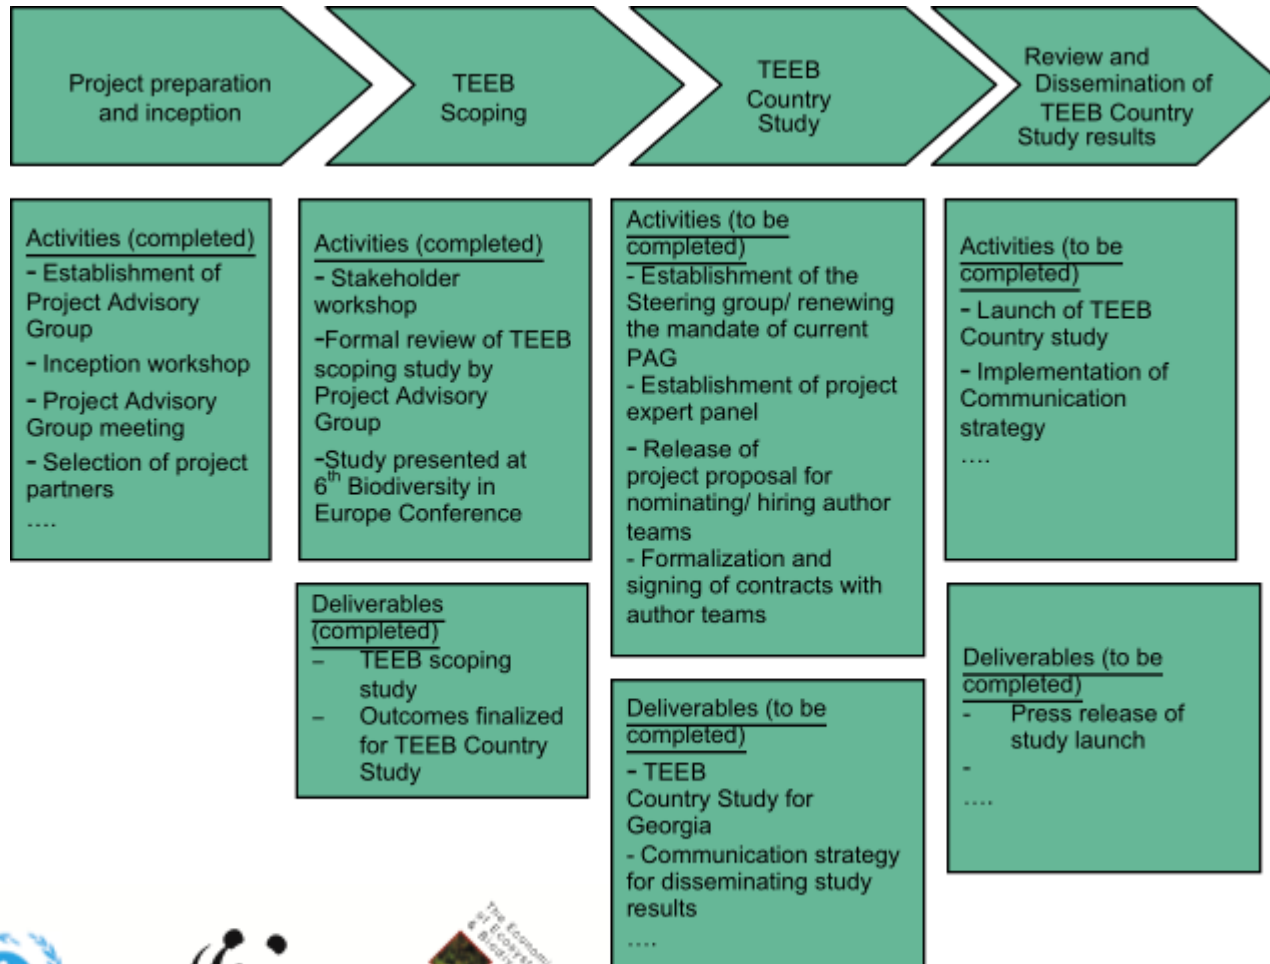 Project preparation
and inception
TEEB
Scoping
TEEB
Country
Study
Review and
Dissemination of
TEEB Country
Study results
Activities (completed)
- Establishment of
Project Advisory
Group
- Inception workshop
- Project Advisory
Group meeting
- Selection of project
partners
....
Activities (completed)
- Stakeholder
workshop
-Formal review of TEEB
scoping study by
Project Advisory
Group
-Study presented at
6th Biodiversity in
Europe Conference
Deliverables
(completed)
- TEEB scoping
study
- Outcomes finalized
for TEEB Country
Study
Activities (to be
completed)
- Establishment of the
Steering group/ renewing
the mandate of current
PAG
- Establishment of project
expert panel
- Release of
project proposal for
nominating/ hiring author
teams
- Formalization and
signing of contracts with
author teams
Deliverables (to be
completed)
- TEEB
Country Study for
Georgia
- Communication strategy
for disseminating study
results
....
Activities (to be
completed)
- Launch of TEEB
Country study
- Implementation of
Communication
strategy
....
Deliverables (to be
completed)
- Press release of
study launch
-
....
The
of
&